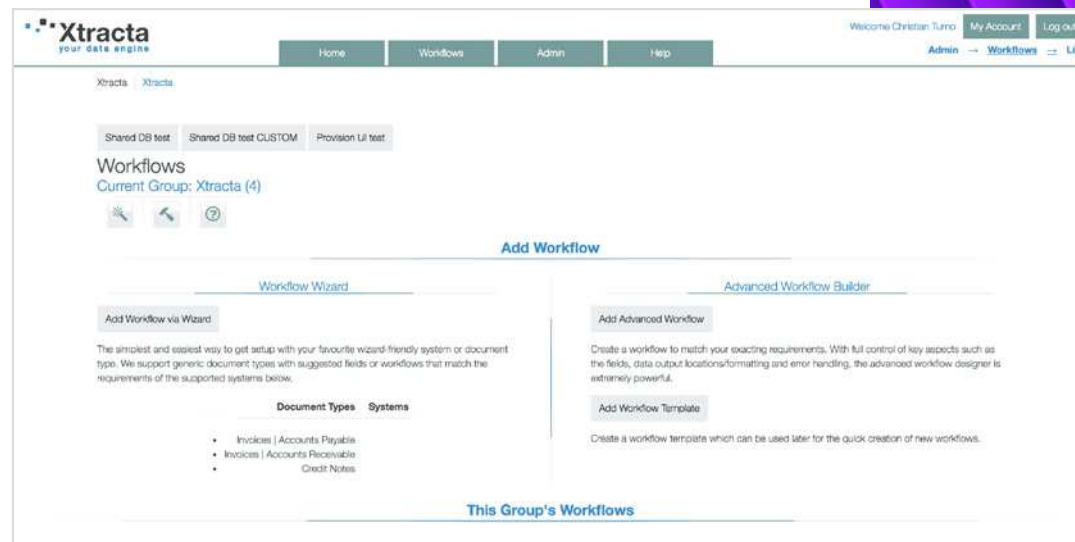 Xtracta
your data engine
Welcome Christian Turno My Account Log out
Home Workflows Admin Help
Admin → Workflows → Li
Xtracta Xtracta
Shared DB test Shared DB test CUSTOM Provision UI test
Workflows
Current Group: Xtracta (4)
Add Workflow
Workflow Wizard
Add Workflow via Wizard
The simplest and easiest way to get setup with your favourite wizard-friendly system or document
type. We support generic document types with suggested fields or workflows that match the
requirements of the supported systems below.
Document Types Systems
• Invoices | Accounts Payable
• Invoices | Accounts Receivable
• Credit Notes
Advanced Workflow Builder
Add Advanced Workflow
Create a workflow to match your exacting requirements. With full control of key aspects such as
the fields, data output locations/formatting and error handling, the advanced workflow designer is
extremely powerful.
Add Workflow Template
Create a workflow template which can be used later for the quick creation of new workflows.
This Group's Workflows